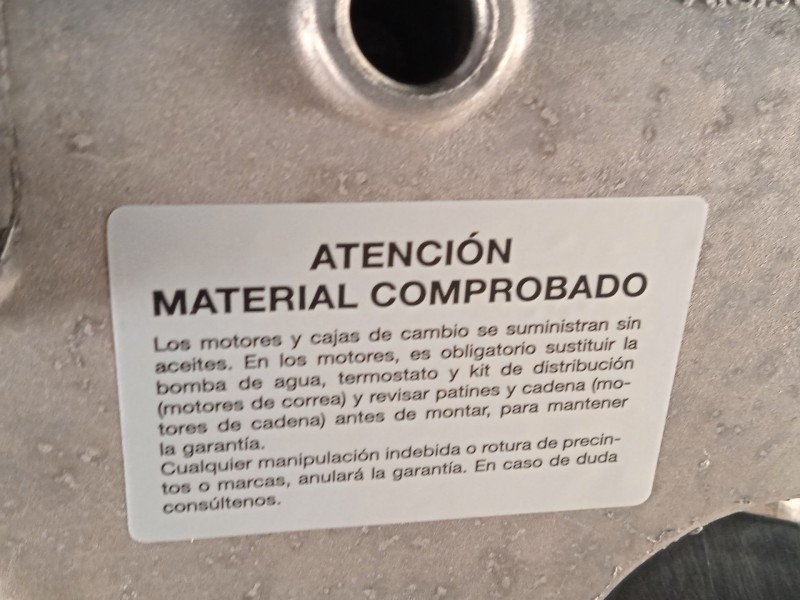 ATENCIÓN
MATERIAL COMPROBADO
Los motores y cajas de cambio se suministran sin
aceites. En los motores, es obligatorio sustituir la
bomba de agua, termostato y kit de distribución
(motores de correa) y revisar patines y cadena (mo-
tores de cadena) antes de montar, para mantener
la garantía.
Cualquier manipulación indebida o rotura de precin-
tos o marcas, anulará la garantía. En caso de duda
consúltenos.